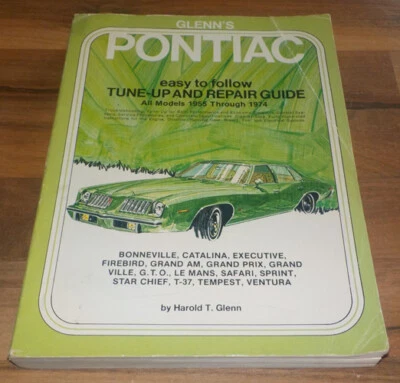 GLENN'S
PONTIAC
easy to follow
TUNE-UP AND REPAIR GUIDE
All Models 1955 Through 1974
BONNEVILLE, CATALINA, EXECUTIVE,
FIREBIRD, GRAND AM, GRAND PRIX, GRAND
VILLE, G.T.O., LE MANS, SAFARI, SPRINT,
STAR CHIEF, T-37, TEMPEST, VENTURA
by Harold T. Glenn